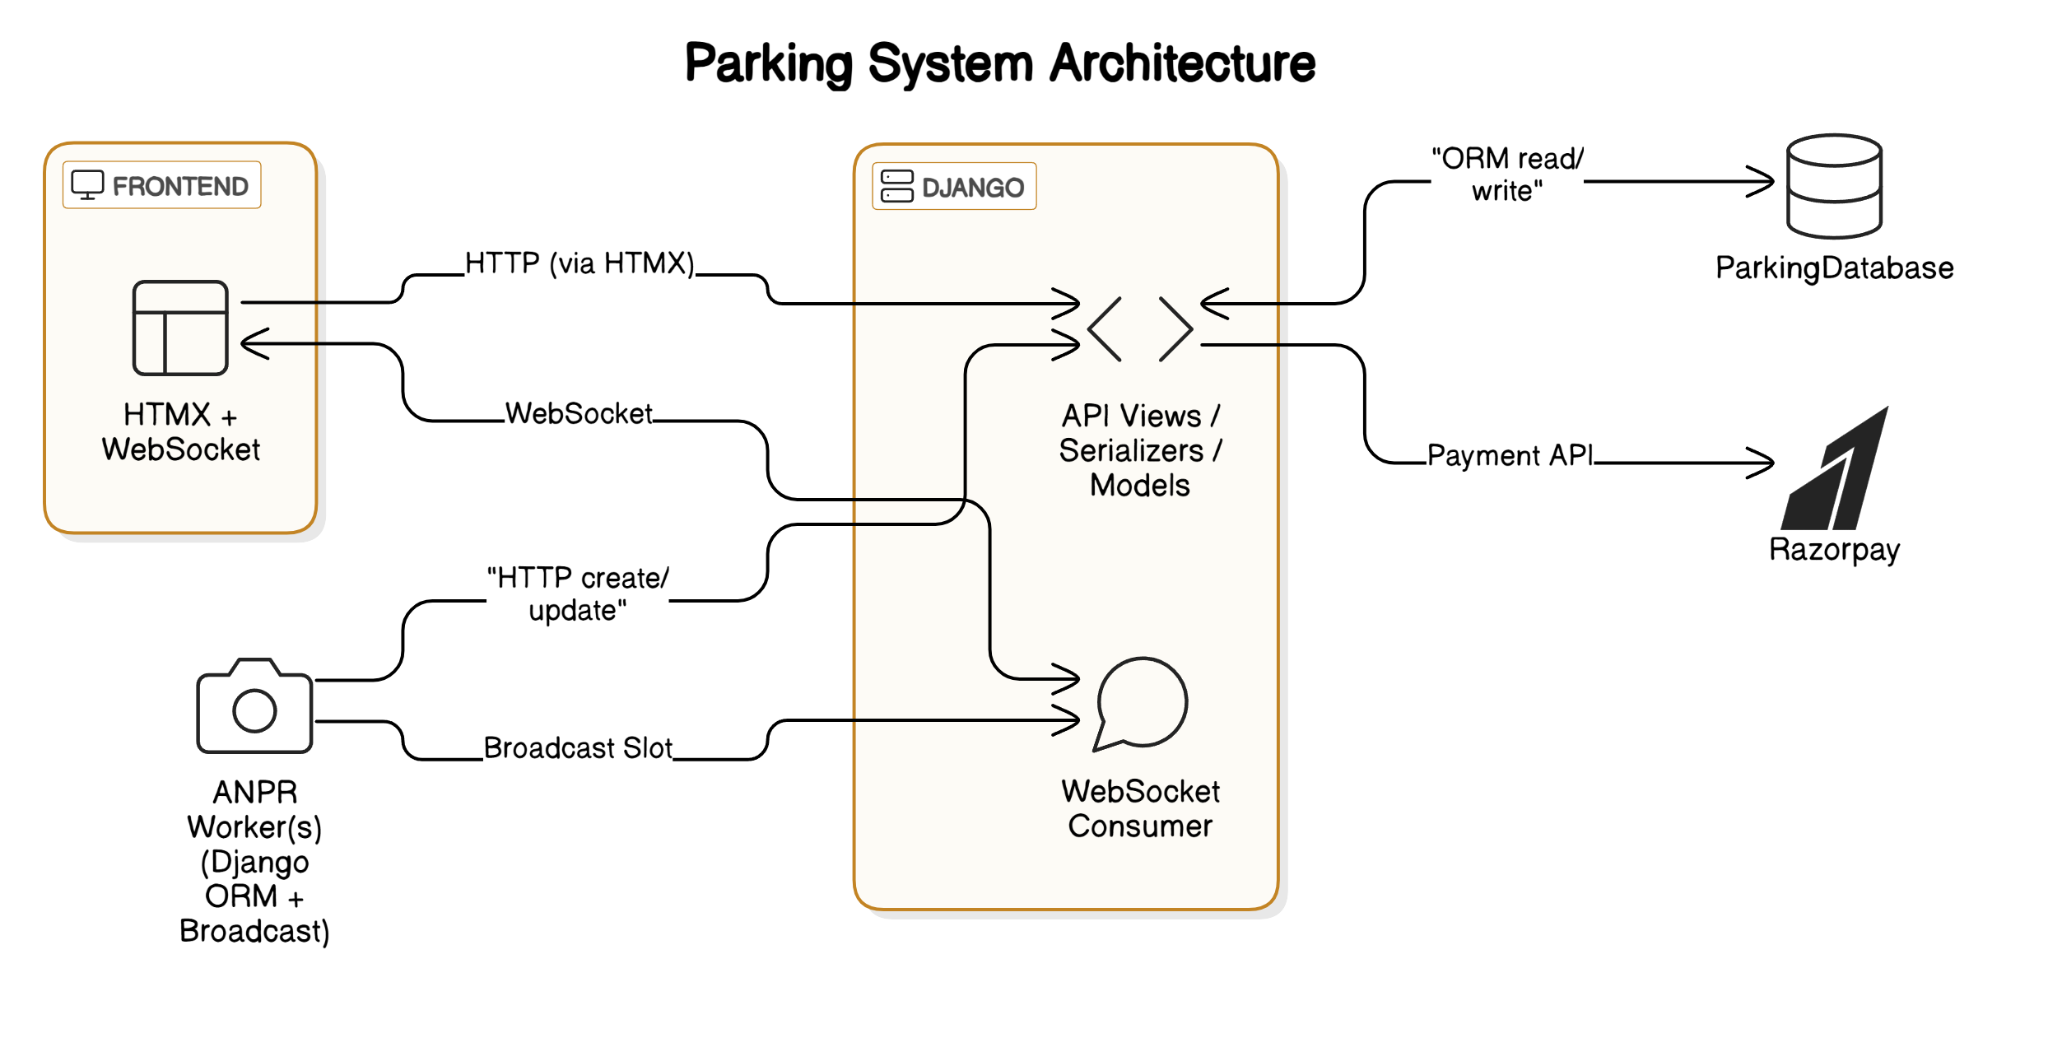 Parking System Architecture
FRONTEND
HTMX +
WebSocket
HTTP (via HTMX)
WebSocket
"HTTP create/
update"
Broadcast Slot
ANPR
Worker(s)
(Django
ORM +
Broadcast)
DJANGO
API Views /
Serializers /
Models
WebSocket
Consumer
"ORM read/
write"
ParkingDatabase
Payment API
Razorpay